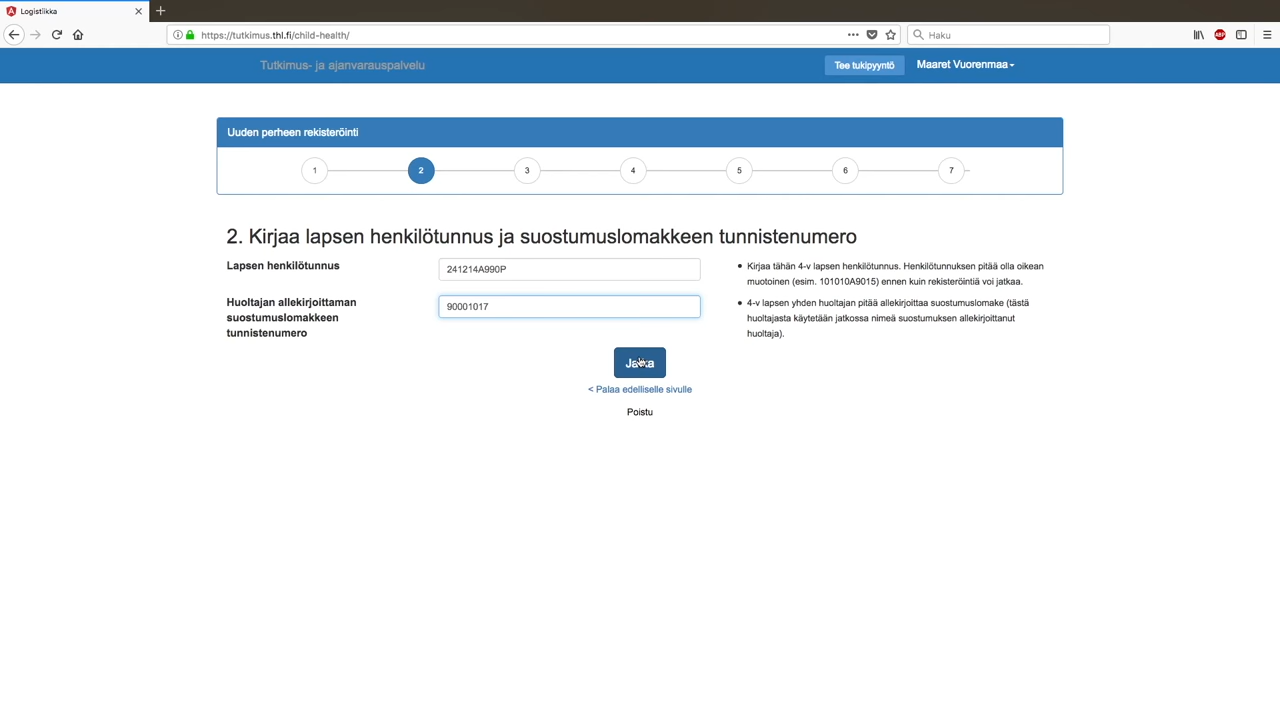 Logistiikka
https://tutkimus.thl.fi/child-health/
Haku
ABP
Tutkimus- ja ajanvarauspalvelu
Tee tukipyyntö
Maaret Vuorenmaa
Uuden perheen rekisteröinti
1 2 3 4 5 6 7
2. Kirjaa lapsen henkilötunnus ja suostumuslomakkeen tunnistenumero
Lapsen henkilötunnus
241214A990P
• Kirjaa tähän 4-v lapsen henkilötunnus. Henkilötunnuksen pitää olla oikean
muotoinen (esim. 101010A9015) ennen kuin rekisteröintiä voi jatkaa.
Huoltajan allekirjoittaman
suostumuslomakkeen
tunnistenumero
90001017
• 4-v lapsen yhden huoltajan pitää allekirjoittaa suostumuslomake (tästä
huoltajasta käytetään jatkossa nimeä suostumuksen allekirjoittanut
huoltaja).
Jatka
< Palaa edelliselle sivulle
Poistu